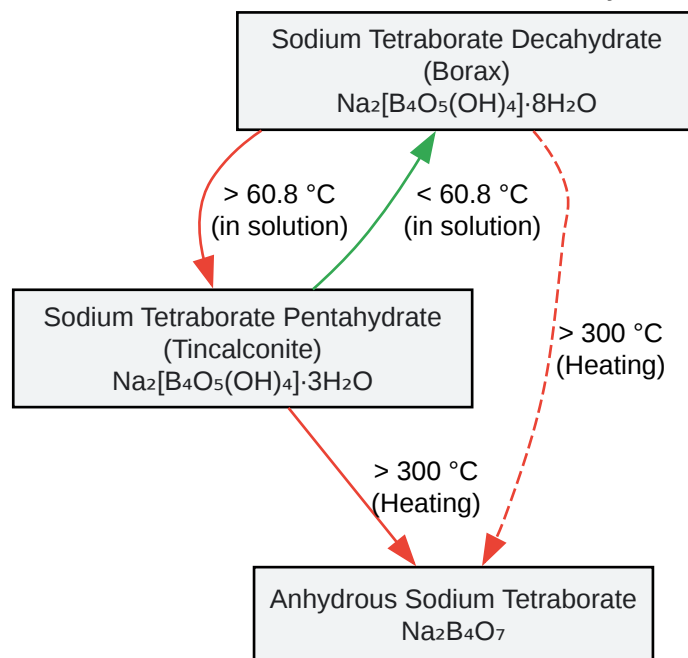 Sodium Tetraborate Decahydrate
(Borax)
Na₂[B₄O₅(OH)₄]·8H₂O
> 60.8 °C
(in solution)
< 60.8 °C
(in solution)
Sodium Tetraborate Pentahydrate
(Tincalconite)
Na₂[B₄O₅(OH)₄]·3H₂O
> 300 °C
(Heating)
> 300 °C
(Heating)
Anhydrous Sodium Tetraborate
Na₂B₄O₇